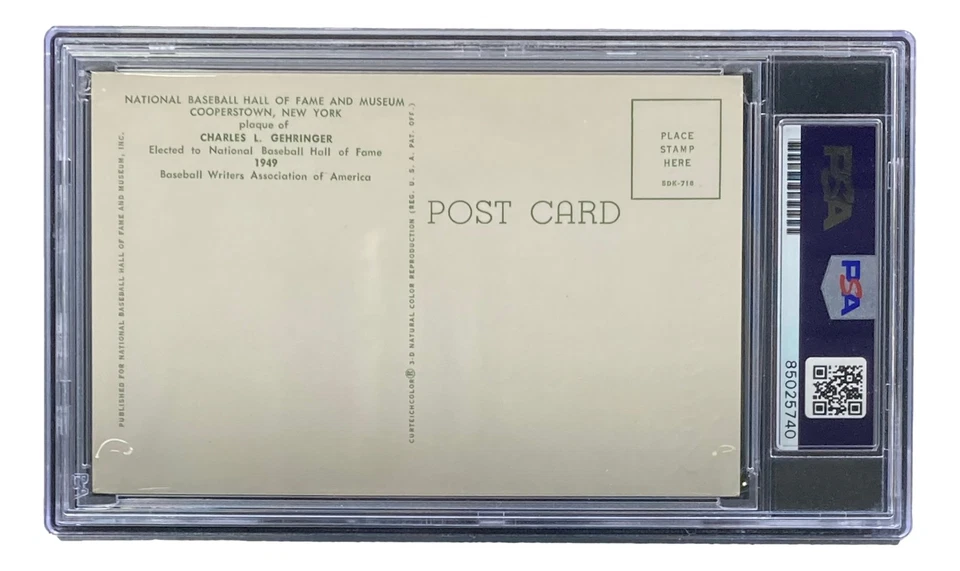 NATIONAL BASEBALL HALL OF FAME AND MUSEUM
COOPERSTOWN, NEW YORK
plaque of
CHARLES L. GEHRINGER
Elected to National Baseball Hall of Fame
1949
Baseball Writers Association of America
PUBLISHED FOR NATIONAL BASEBALL HALL OF FAME AND MUSEUM, INC.
CURTEICHCOLOR® 3-D NATURAL COLOR REPRODUCTION (REG. U. S. A. PAT. OFF.)
POST CARD
PLACE
STAMP
HERE
SDK-710
PSA
PSA
85025740